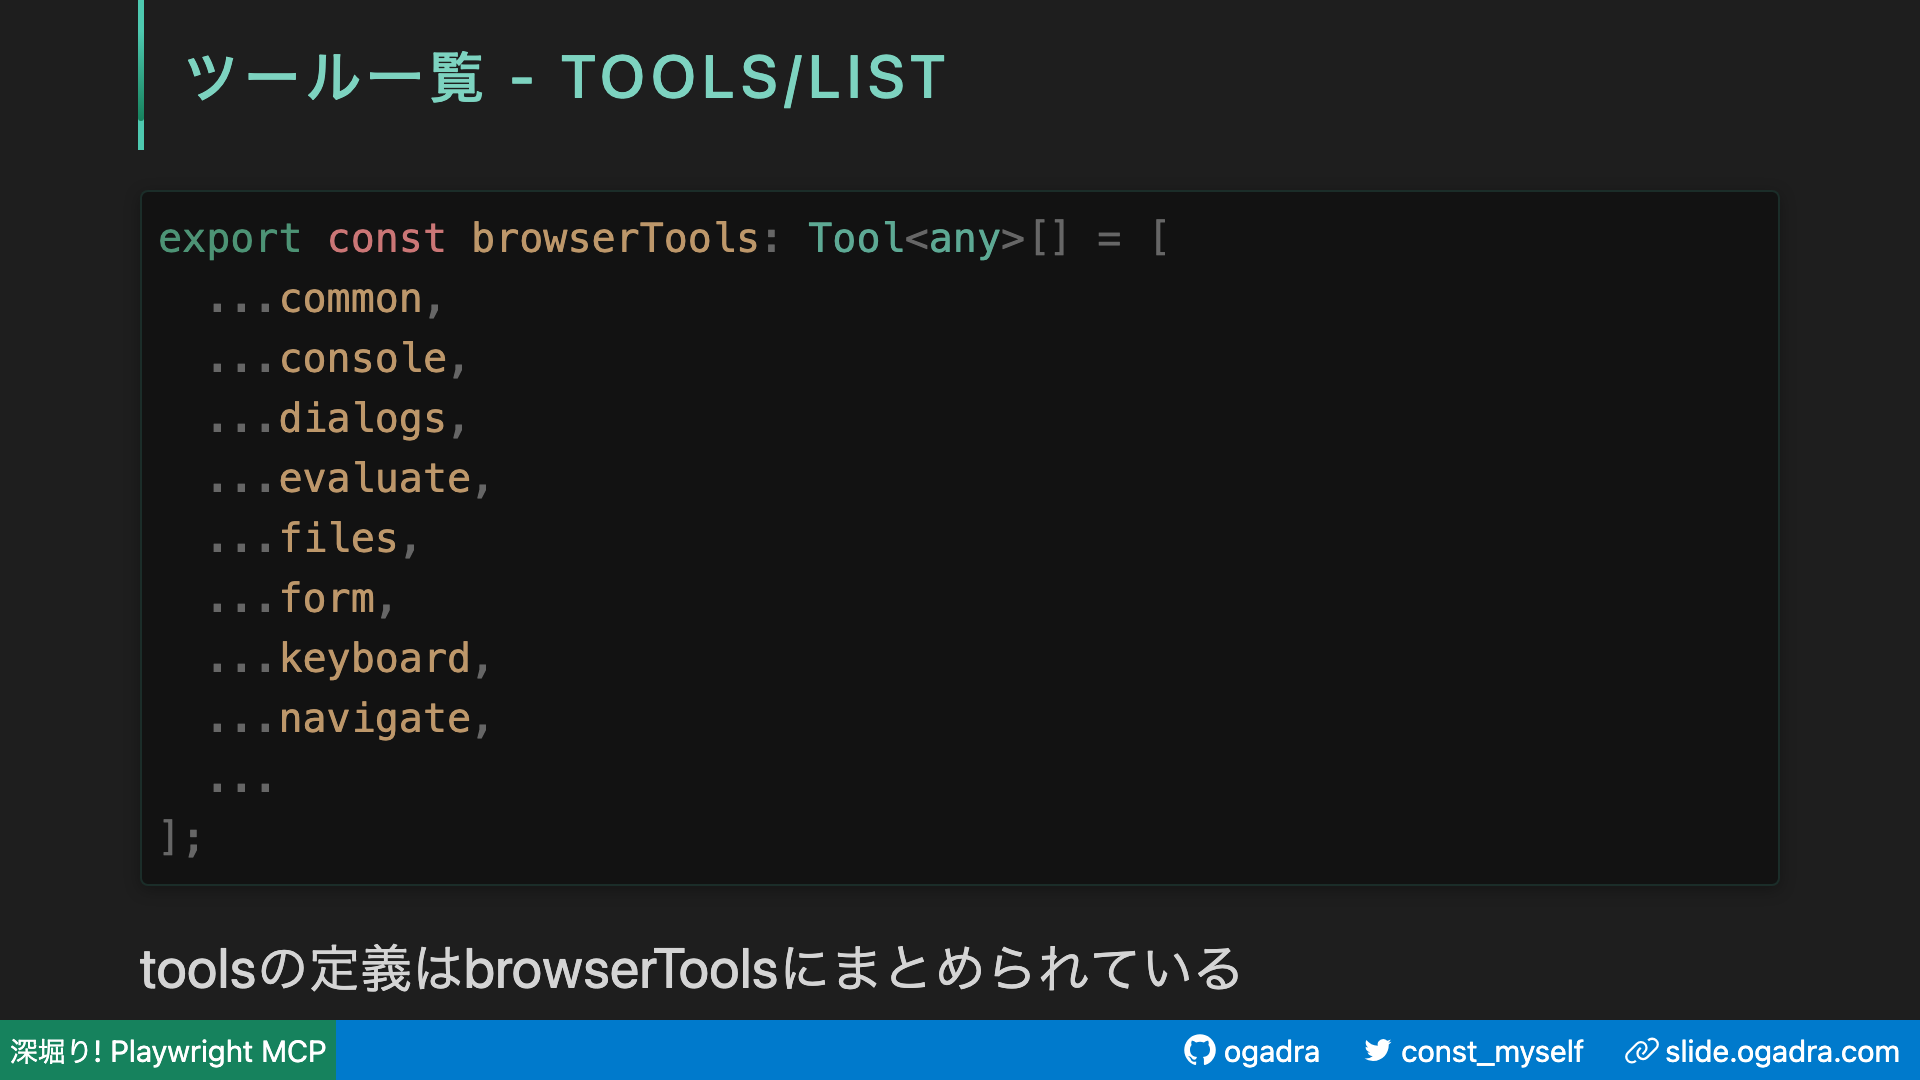 ツール一覧 - TOOLS/LIST
export const browserTools: Tool<any>[] = [
  ...common,
  ...console,
  ...dialogs,
  ...evaluate,
  ...files,
  ...form,
  ...keyboard,
  ...navigate,
  ...
];
toolsの定義はbrowserToolsにまとめられている
深堀り! Playwright MCP
ogadra
const_myself
slide.ogadra.com